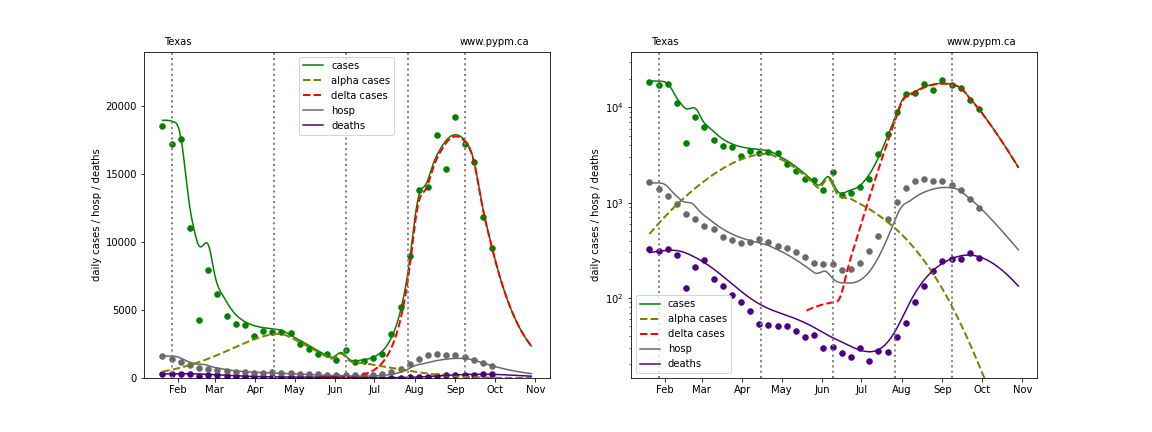 Texas
www.pypm.ca
cases
alpha cases
delta cases
hosp
deaths
daily cases / hosp / deaths
20000
15000
10000
5000
0
Feb Mar Apr May Jun Jul Aug Sep Oct Nov
Texas
www.pypm.ca
daily cases / hosp / deaths
10⁴
10³
10²
cases
alpha cases
delta cases
hosp
deaths
Feb Mar Apr May Jun Jul Aug Sep Oct Nov